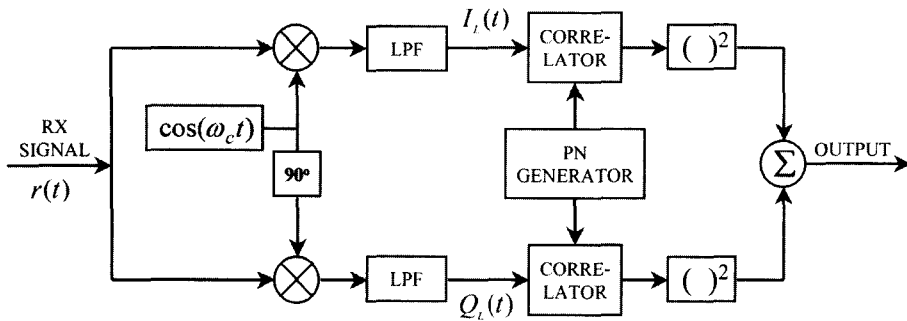 I_L(t)
LPF
CORRE-
LATOR
( )²
cos(ω_c t)
RX
SIGNAL
r(t)
90°
PN
GENERATOR
Σ
OUTPUT
LPF
CORRE-
LATOR
( )²
Q_L(t)